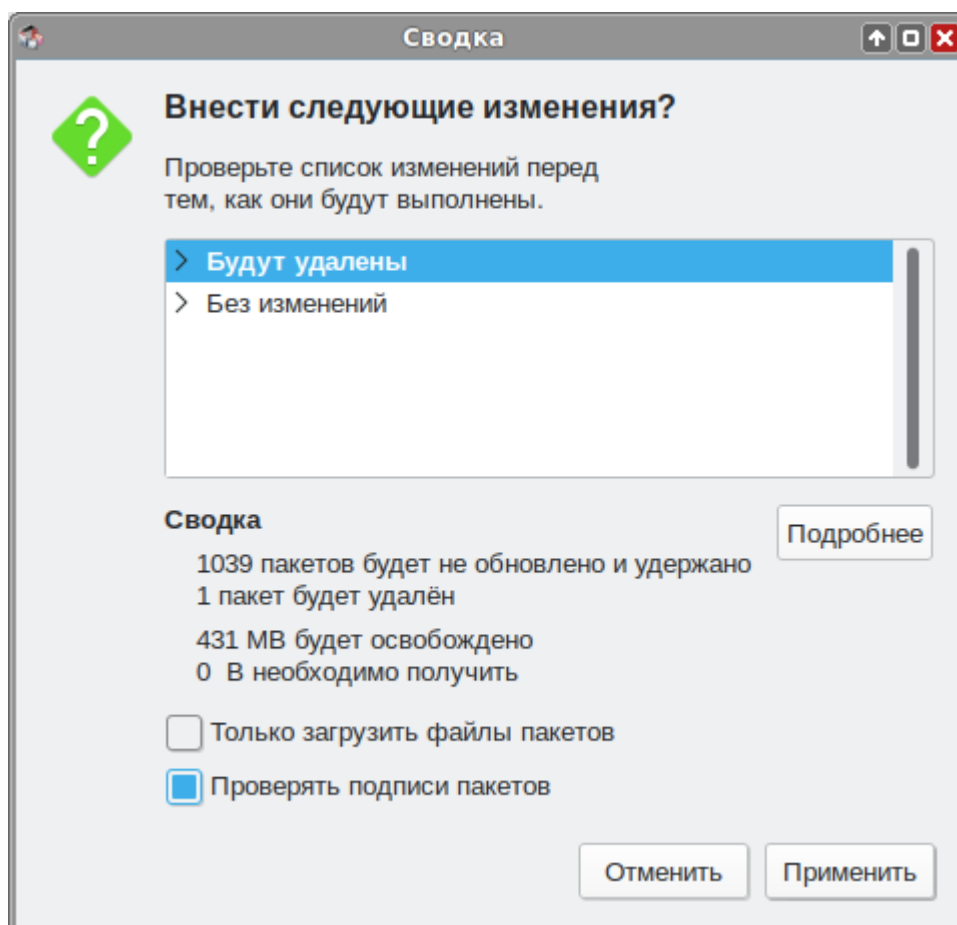 Сводка
Внести следующие изменения?
Проверьте список изменений перед
тем, как они будут выполнены.
Будут удалены
Без изменений
Сводка
Подробнее
1039 пакетов будет не обновлено и удержано
1 пакет будет удалён
431 MB будет освобождено
0 B необходимо получить
Только загрузить файлы пакетов
Проверять подписи пакетов
Отменить
Применить